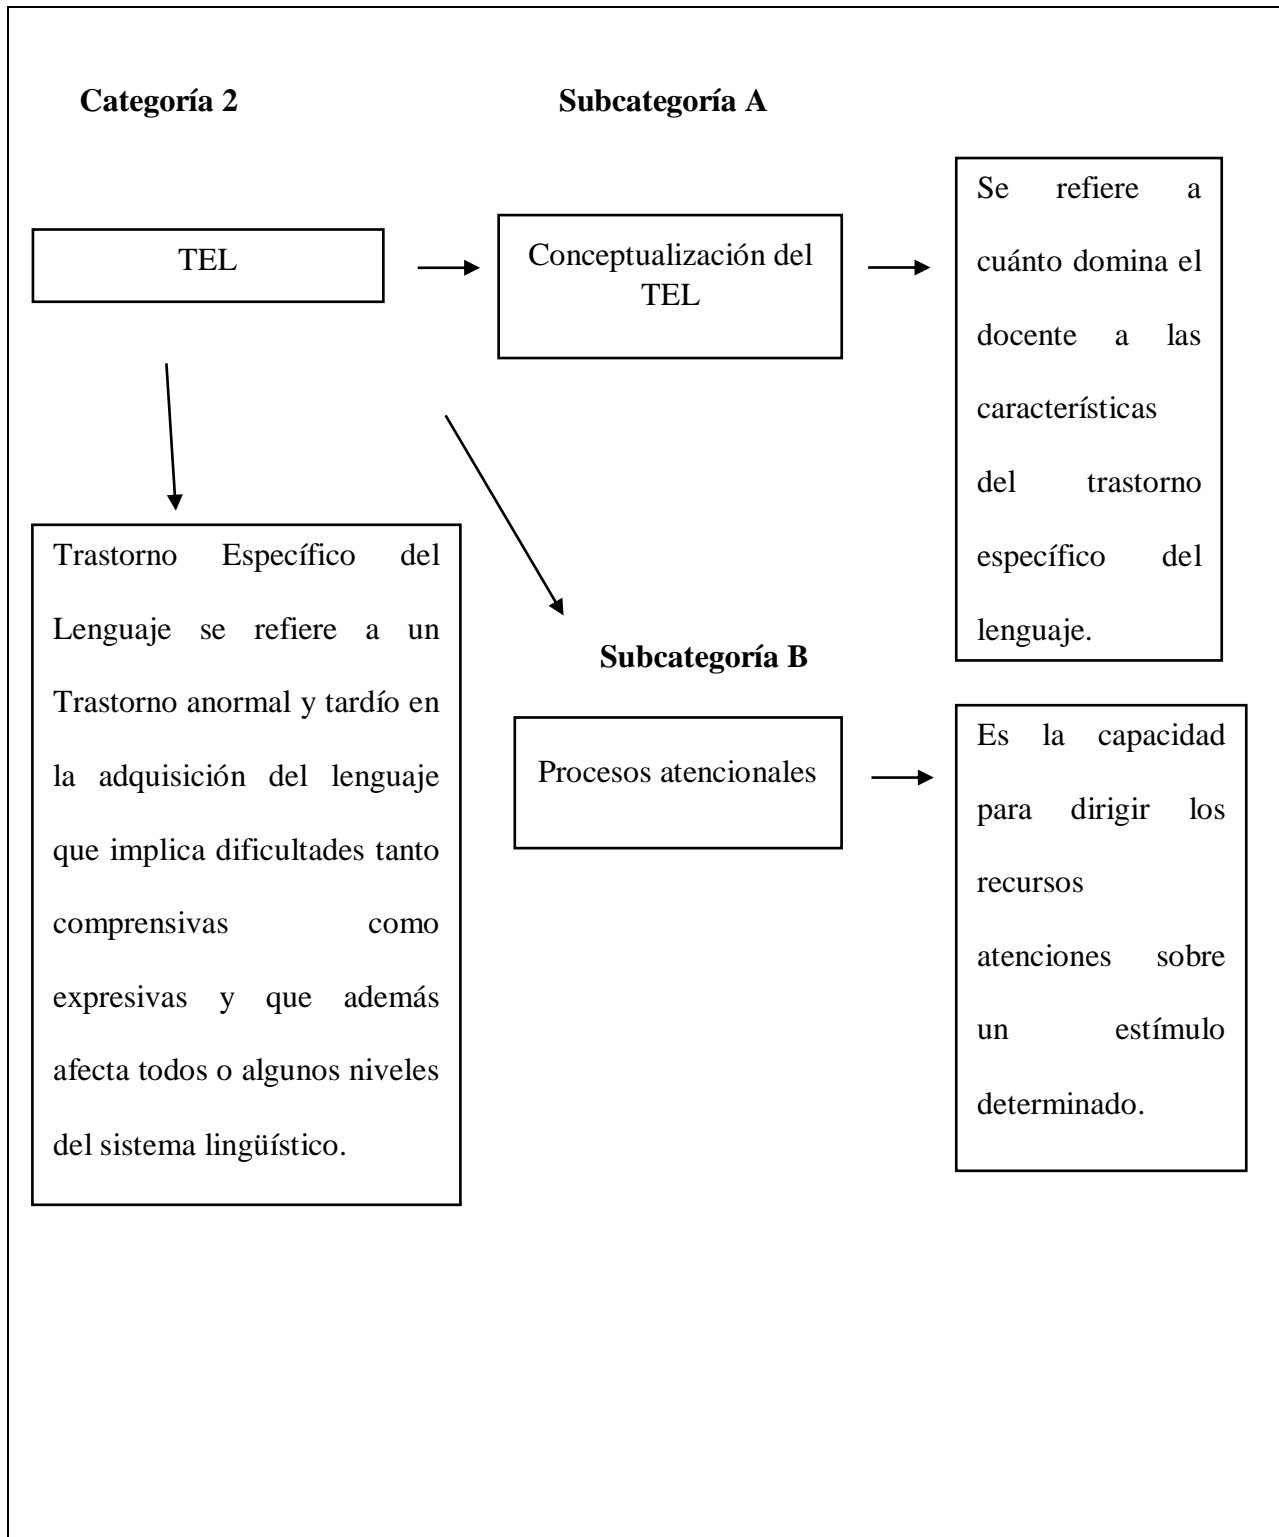 Categoría 2
Subcategoría A
TEL
Conceptualización del
TEL
Se refiere a
cuánto domina el
docente a las
características
del trastorno
específico del
lenguaje.
Trastorno Específico del
Lenguaje se refiere a un
Trastorno anormal y tardío en
la adquisición del lenguaje
que implica dificultades tanto
comprensivas como
expresivas y que además
afecta todos o algunos niveles
del sistema lingüístico.
Subcategoría B
Procesos atencionales
Es la capacidad
para dirigir los
recursos
atenciones sobre
un estímulo
determinado.